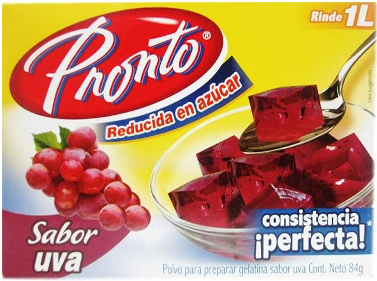 Rinde 1L
Pronto®
Reducida en azúcar
Sabor
uva
consistencia
¡perfecta!*
Polvo para preparar gelatina sabor uva Cont. Neto 84g